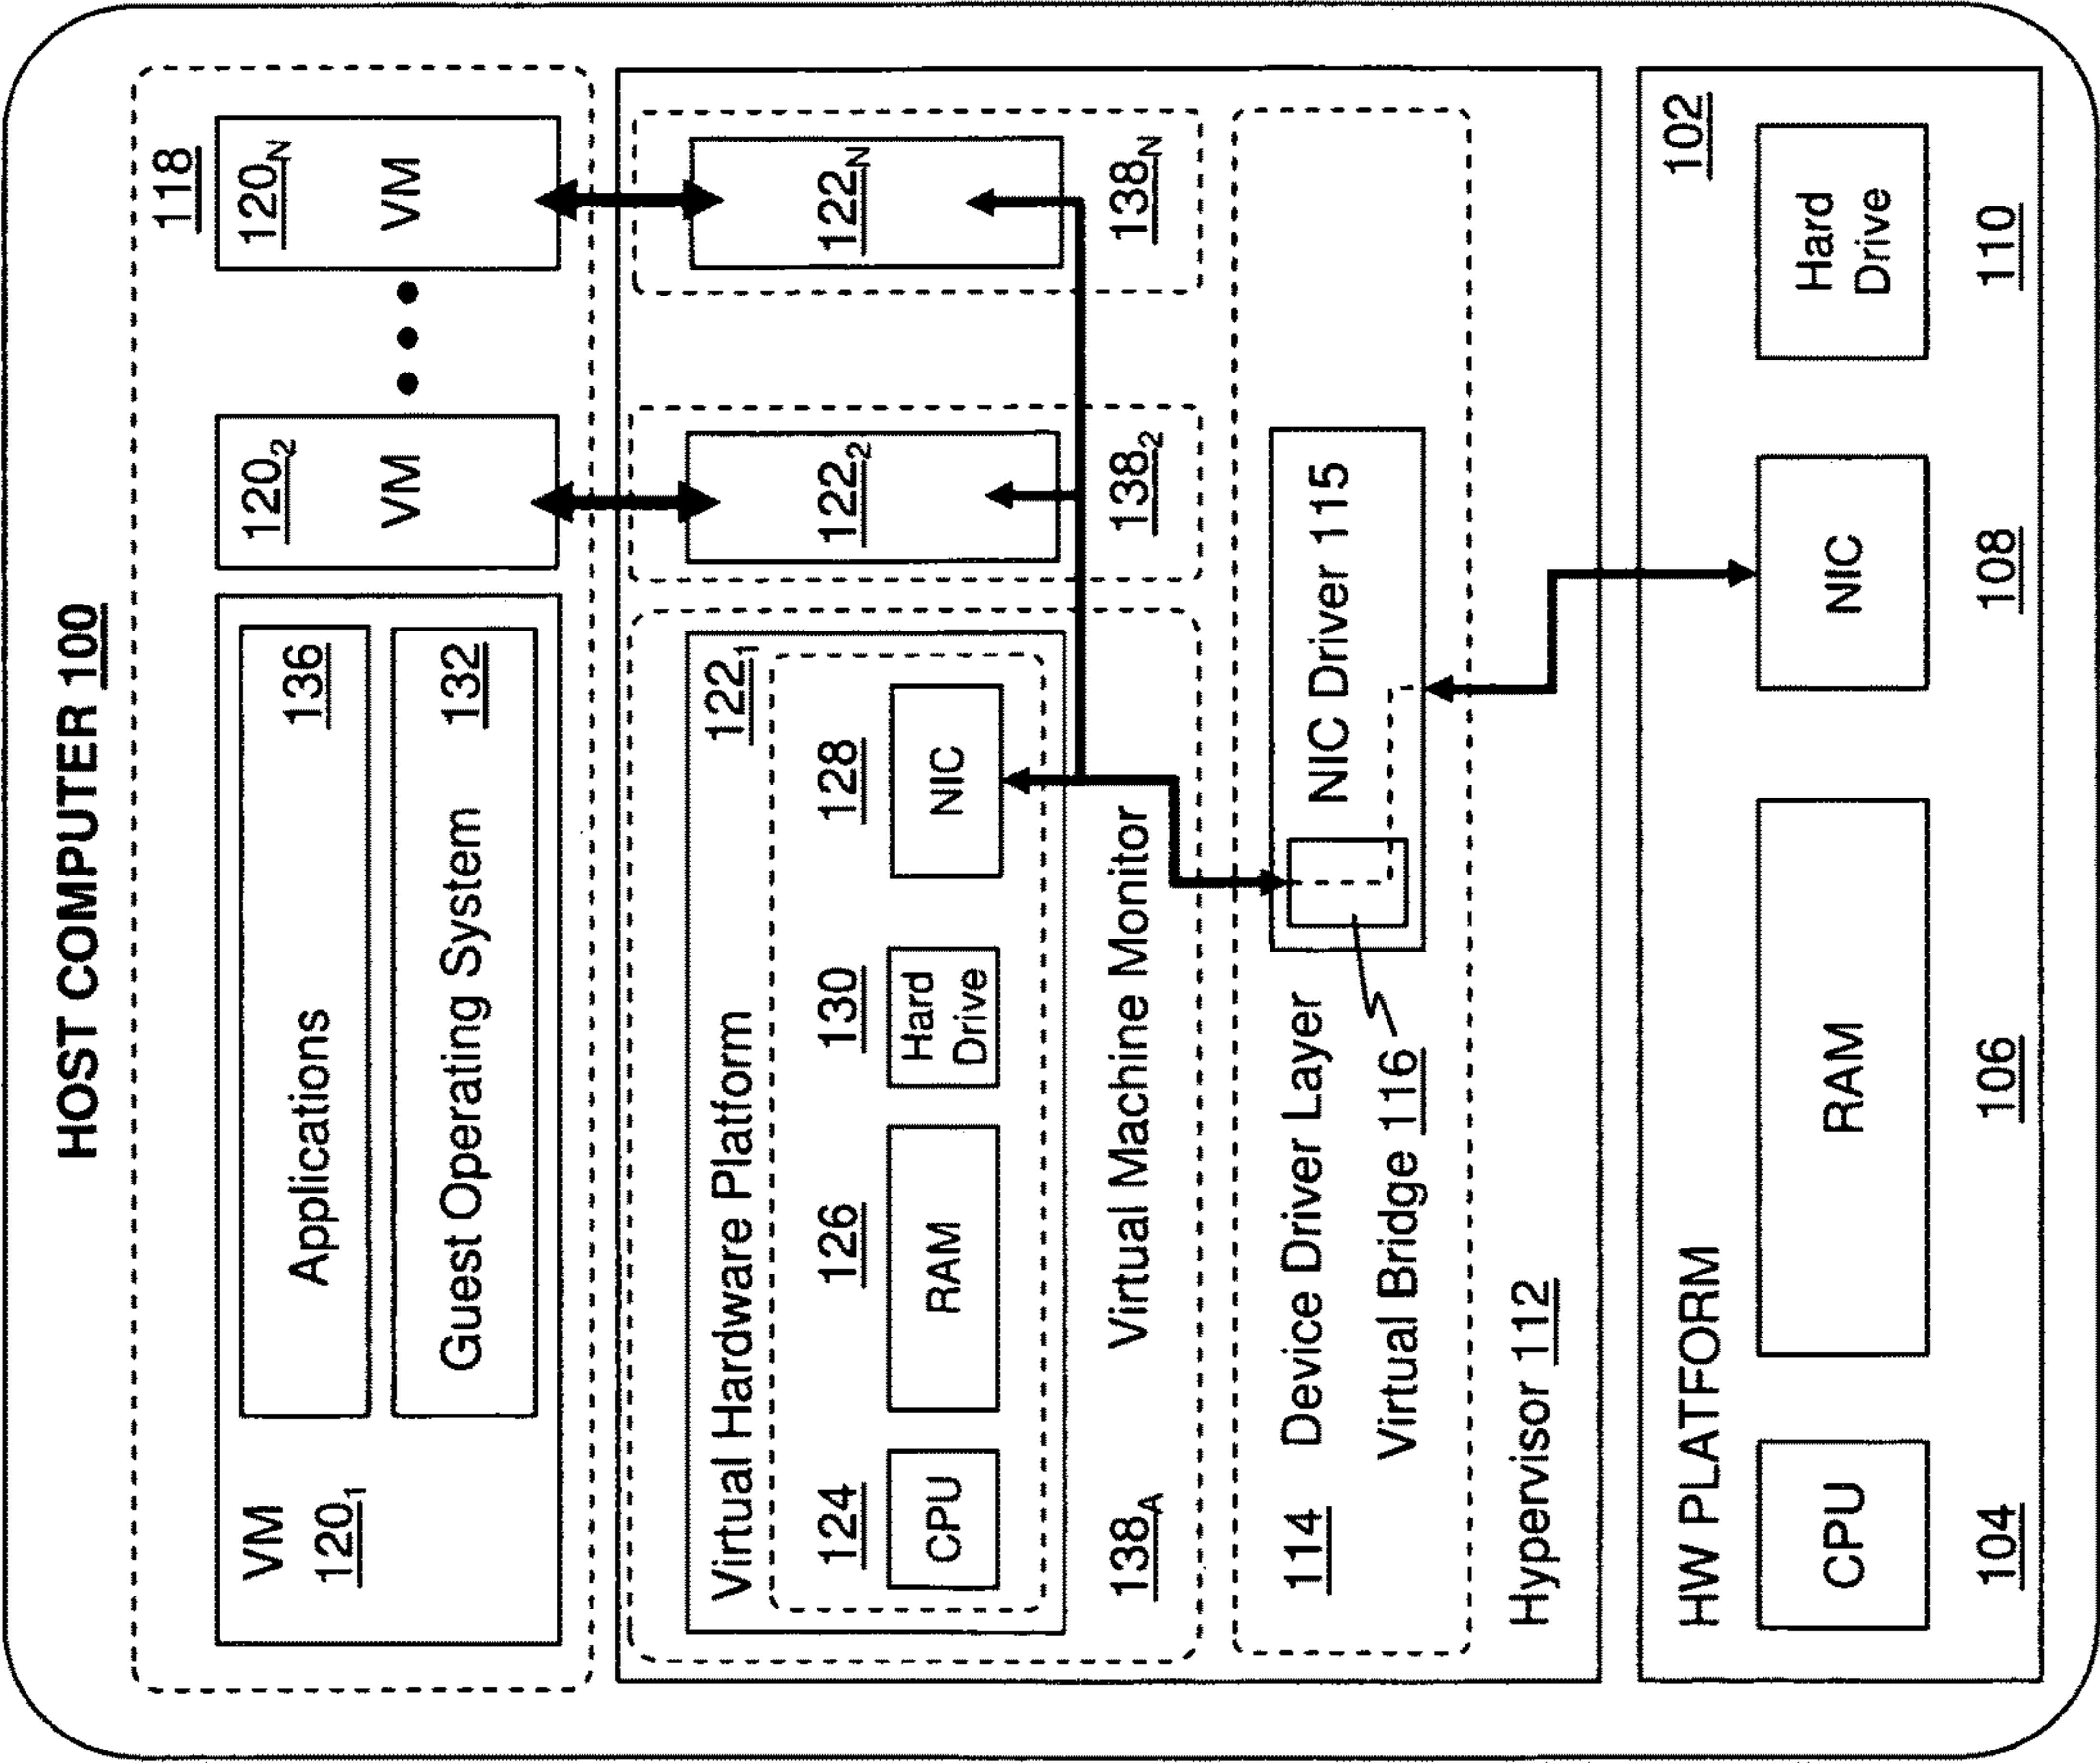 HOST COMPUTER 100
118
VM
120₁
Applications
136
Guest Operating System
132
120₂
VM
120N
VM
Virtual Hardware Platform
122₁
124
126
130
128
CPU
RAM
Hard
Drive
NIC
138A
Virtual Machine Monitor
122₂
138₂
122N
138N
114
Device Driver Layer
NIC Driver 115
Virtual Bridge 116
Hypervisor 112
HW PLATFORM
102
CPU
RAM
NIC
Hard
Drive
104
106
108
110